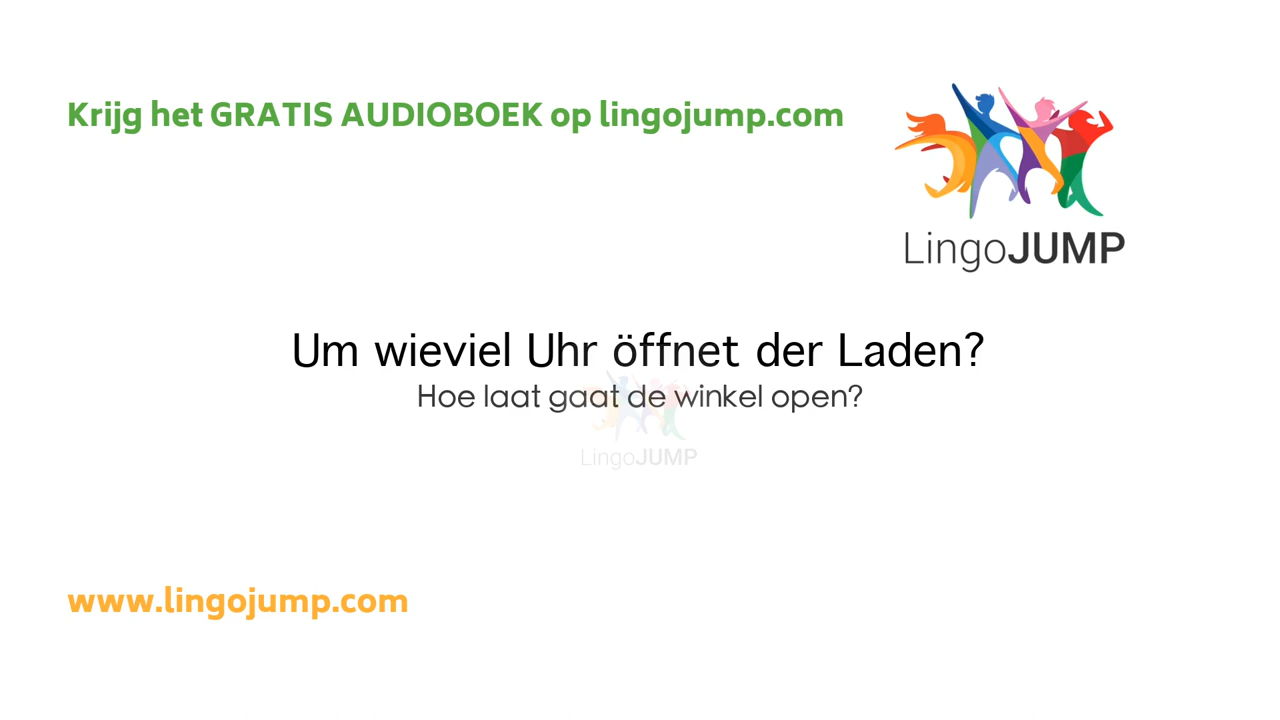 Krijg het GRATIS AUDIOBOEK op lingojump.com
LingoJUMP
Um wieviel Uhr öffnet der Laden?
Hoe laat gaat de winkel open?
LingoJUMP
www.lingojump.com